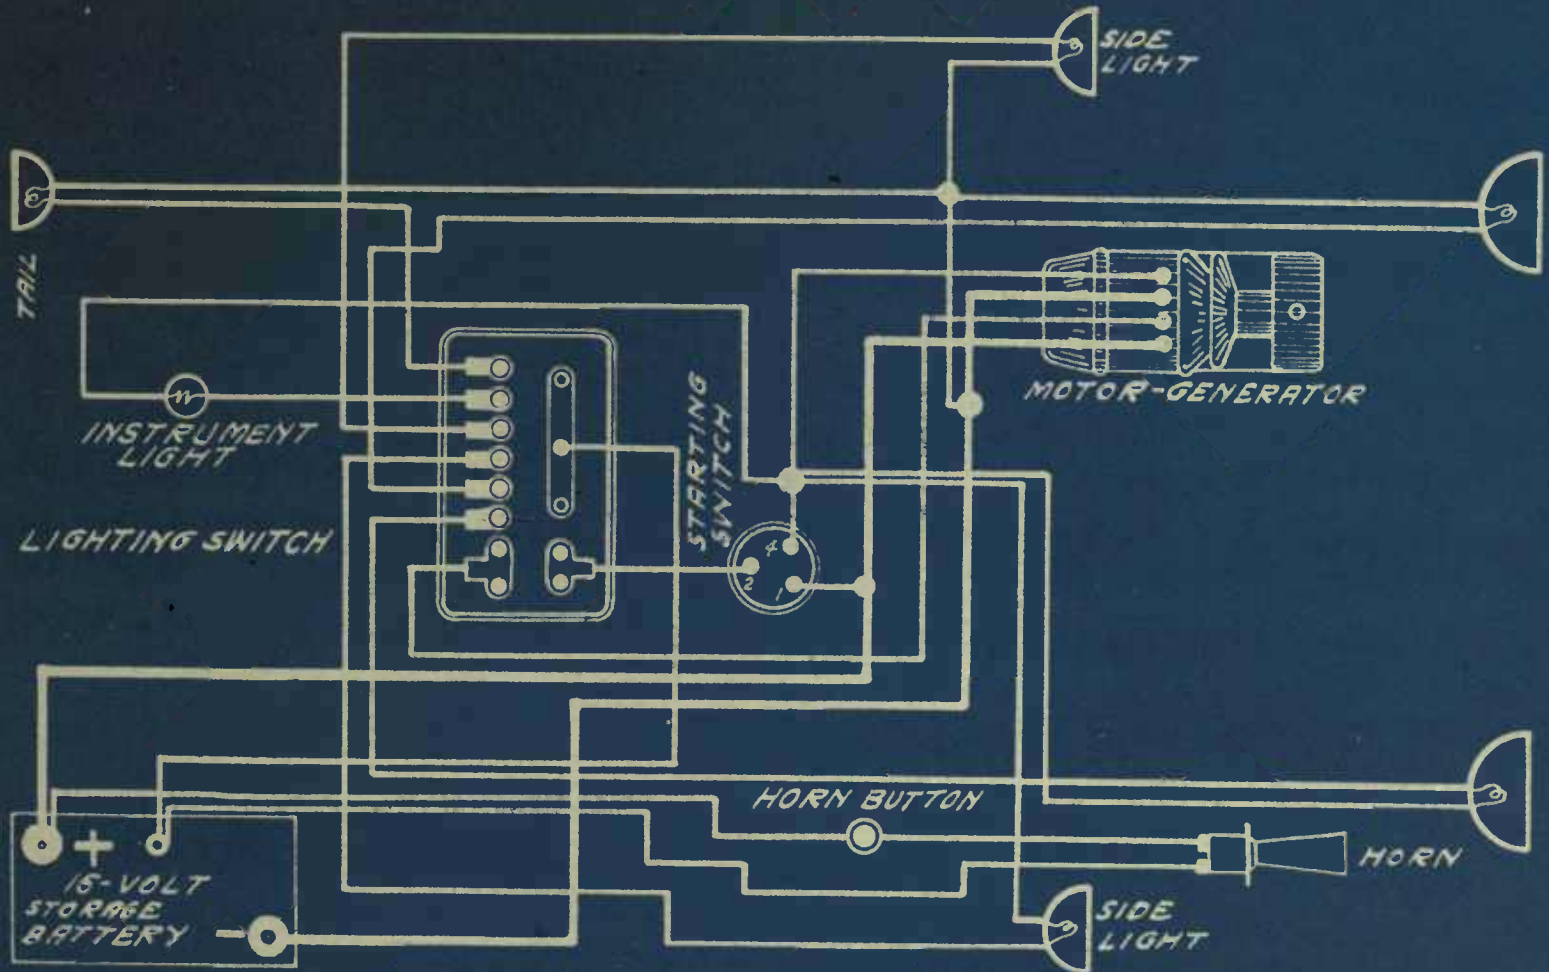 SIDE
LIGHT
TAIL
MOTOR-GENERATOR
INSTRUMENT
LIGHT
STARTING
SWITCH
LIGHTING SWITCH
4
2
1
HORN BUTTON
+
15-VOLT
STORAGE
BATTERY -
HORN
SIDE
LIGHT